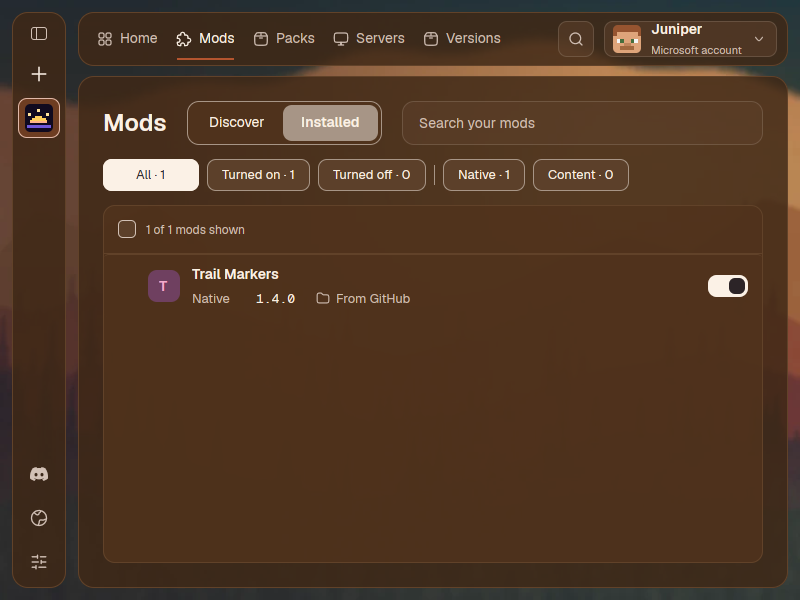 Home
Mods
Packs
Servers
Versions
Juniper
Microsoft account
Mods
Discover
Installed
Search your mods
All · 1
Turned on · 1
Turned off · 0
Native · 1
Content · 0
1 of 1 mods shown
T
Trail Markers
Native
1.4.0
From GitHub